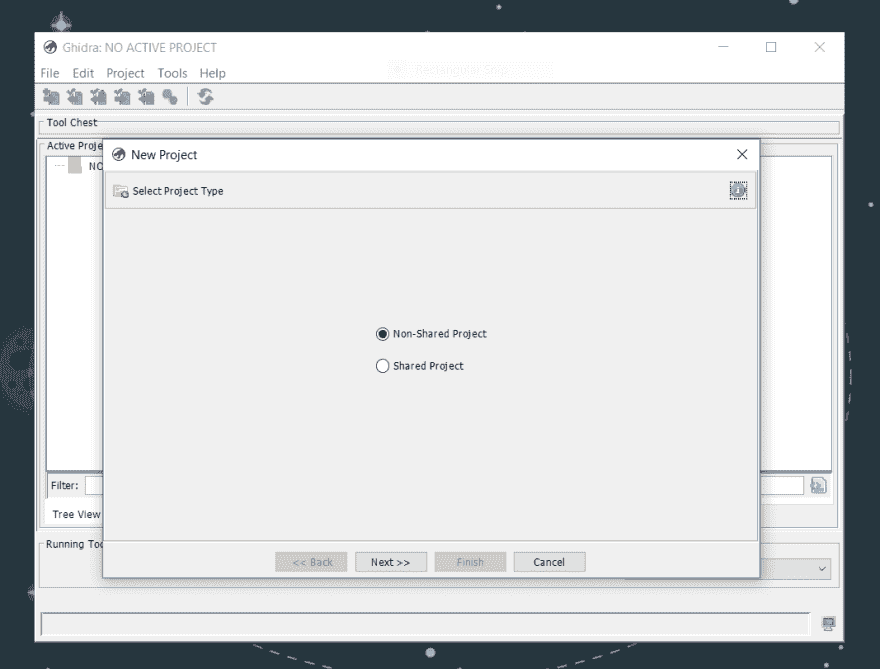 Ghidra: NO ACTIVE PROJECT
File Edit Project Tools Help
Tool Chest
Active Proje
NO
New Project
Select Project Type
Non-Shared Project
Shared Project
Filter:
Tree View
Running Too
<< Back Next >> Finish Cancel